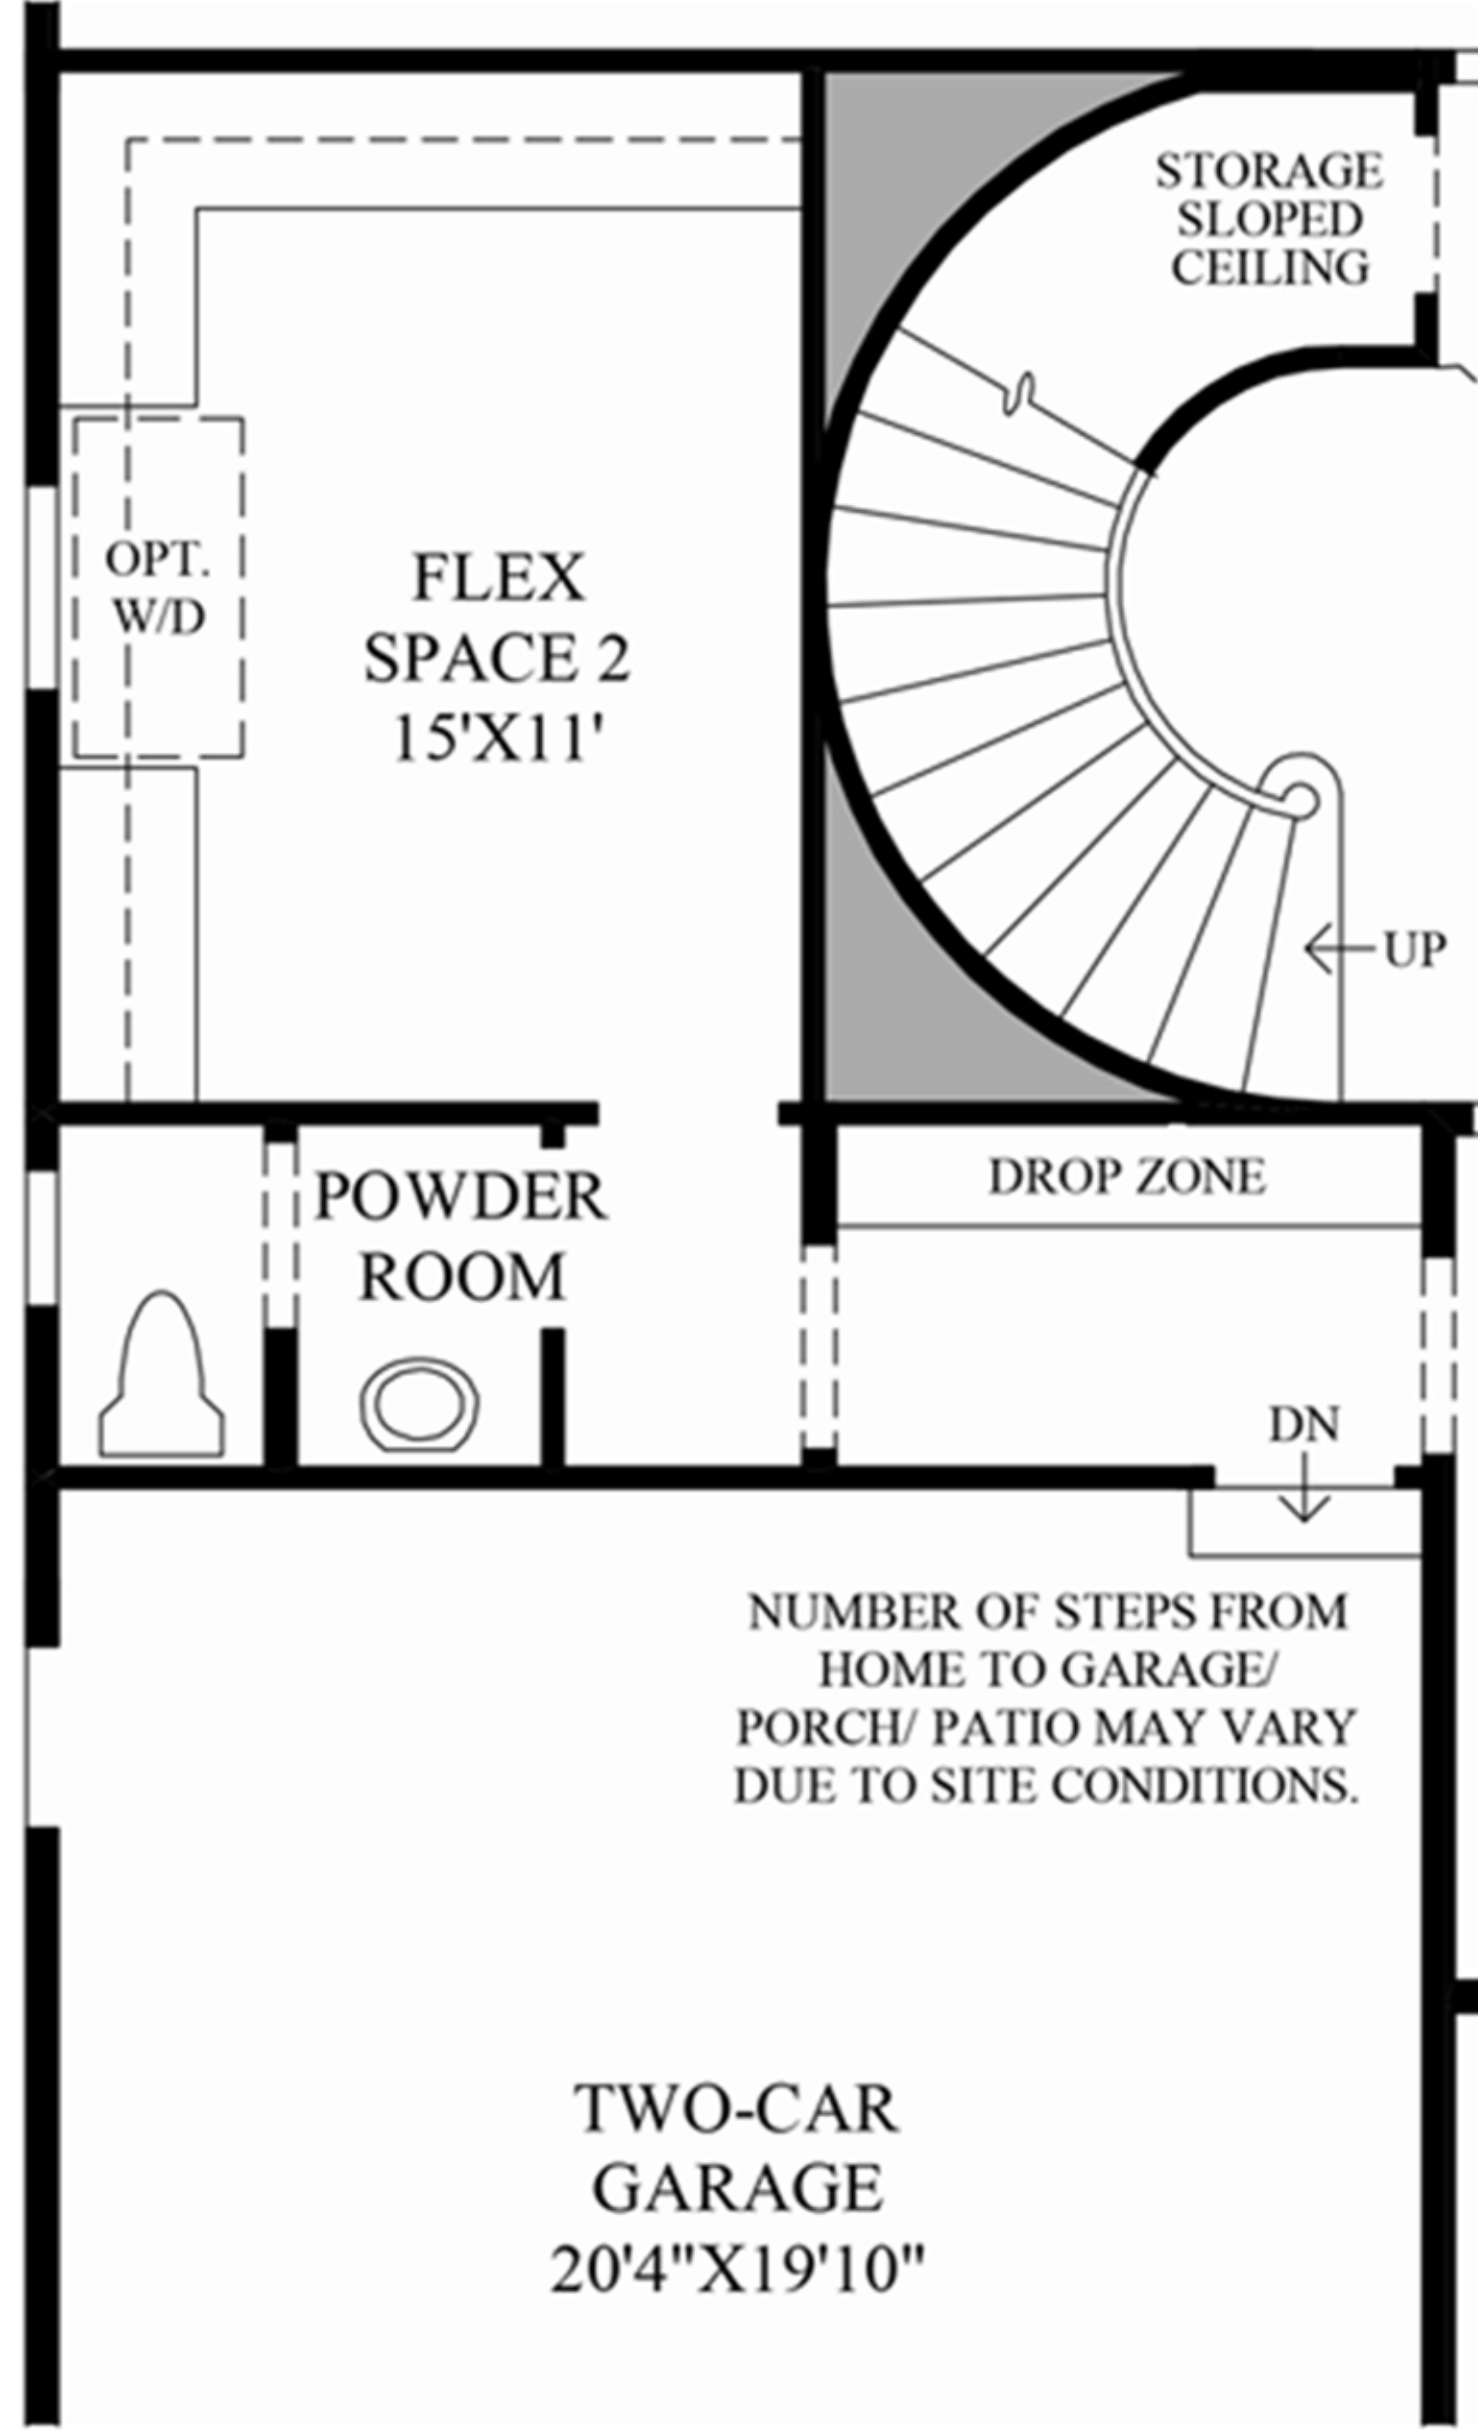 STORAGE
SLOPED
CEILING
OPT.
W/D
FLEX
SPACE 2
15'X11'
UP
POWDER
ROOM
DROP ZONE
DN
NUMBER OF STEPS FROM
HOME TO GARAGE/
PORCH/ PATIO MAY VARY
DUE TO SITE CONDITIONS.
TWO-CAR
GARAGE
20'4"X19'10"